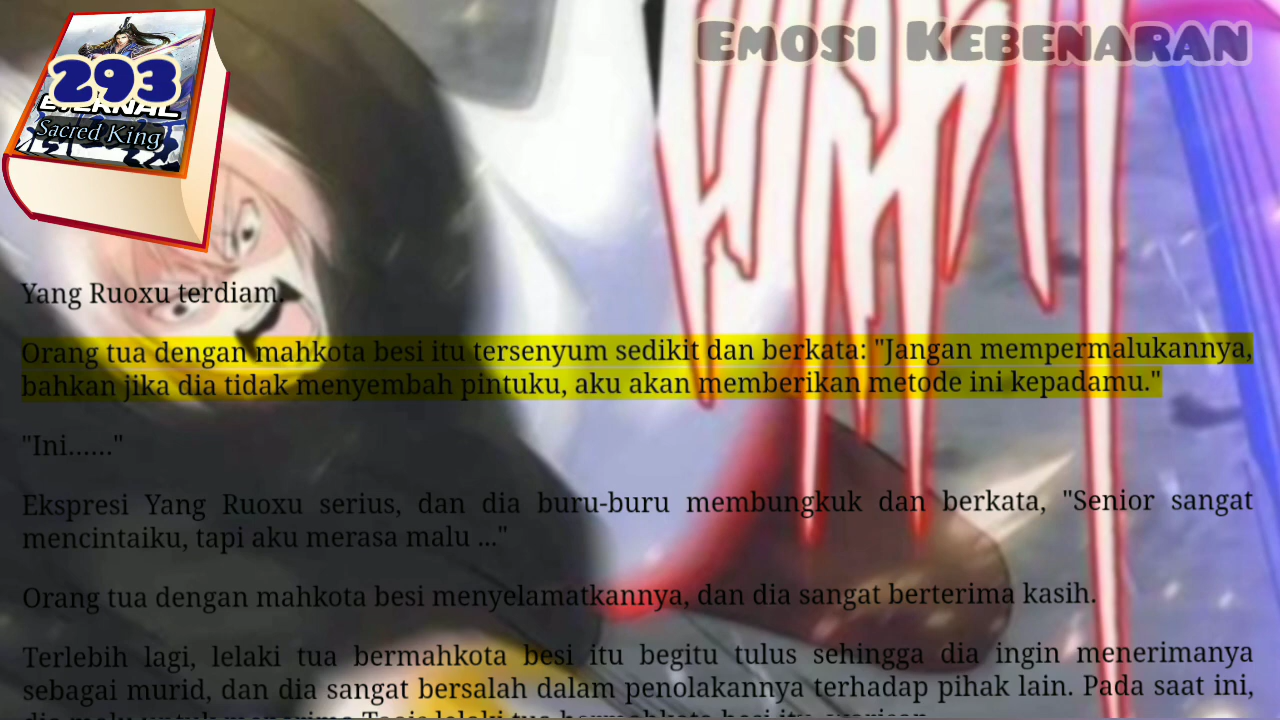 EMOSI KEBENARAN
293
ETERNAL
Sacred King
Yang Ruoxu terdiam.
Orang tua dengan mahkota besi itu tersenyum sedikit dan berkata: "Jangan mempermalukannya,
bahkan jika dia tidak menyembah pintuku, aku akan memberikan metode ini kepadamu."
"Ini......"
Ekspresi Yang Ruoxu serius, dan dia buru-buru membungkuk dan berkata, "Senior sangat
mencintaiku, tapi aku merasa malu ..."
Orang tua dengan mahkota besi menyelamatkannya, dan dia sangat berterima kasih.
Terlebih lagi, lelaki tua bermahkota besi itu begitu tulus sehingga dia ingin menerimanya
sebagai murid, dan dia sangat bersalah dalam penolakannya terhadap pihak lain. Pada saat ini,